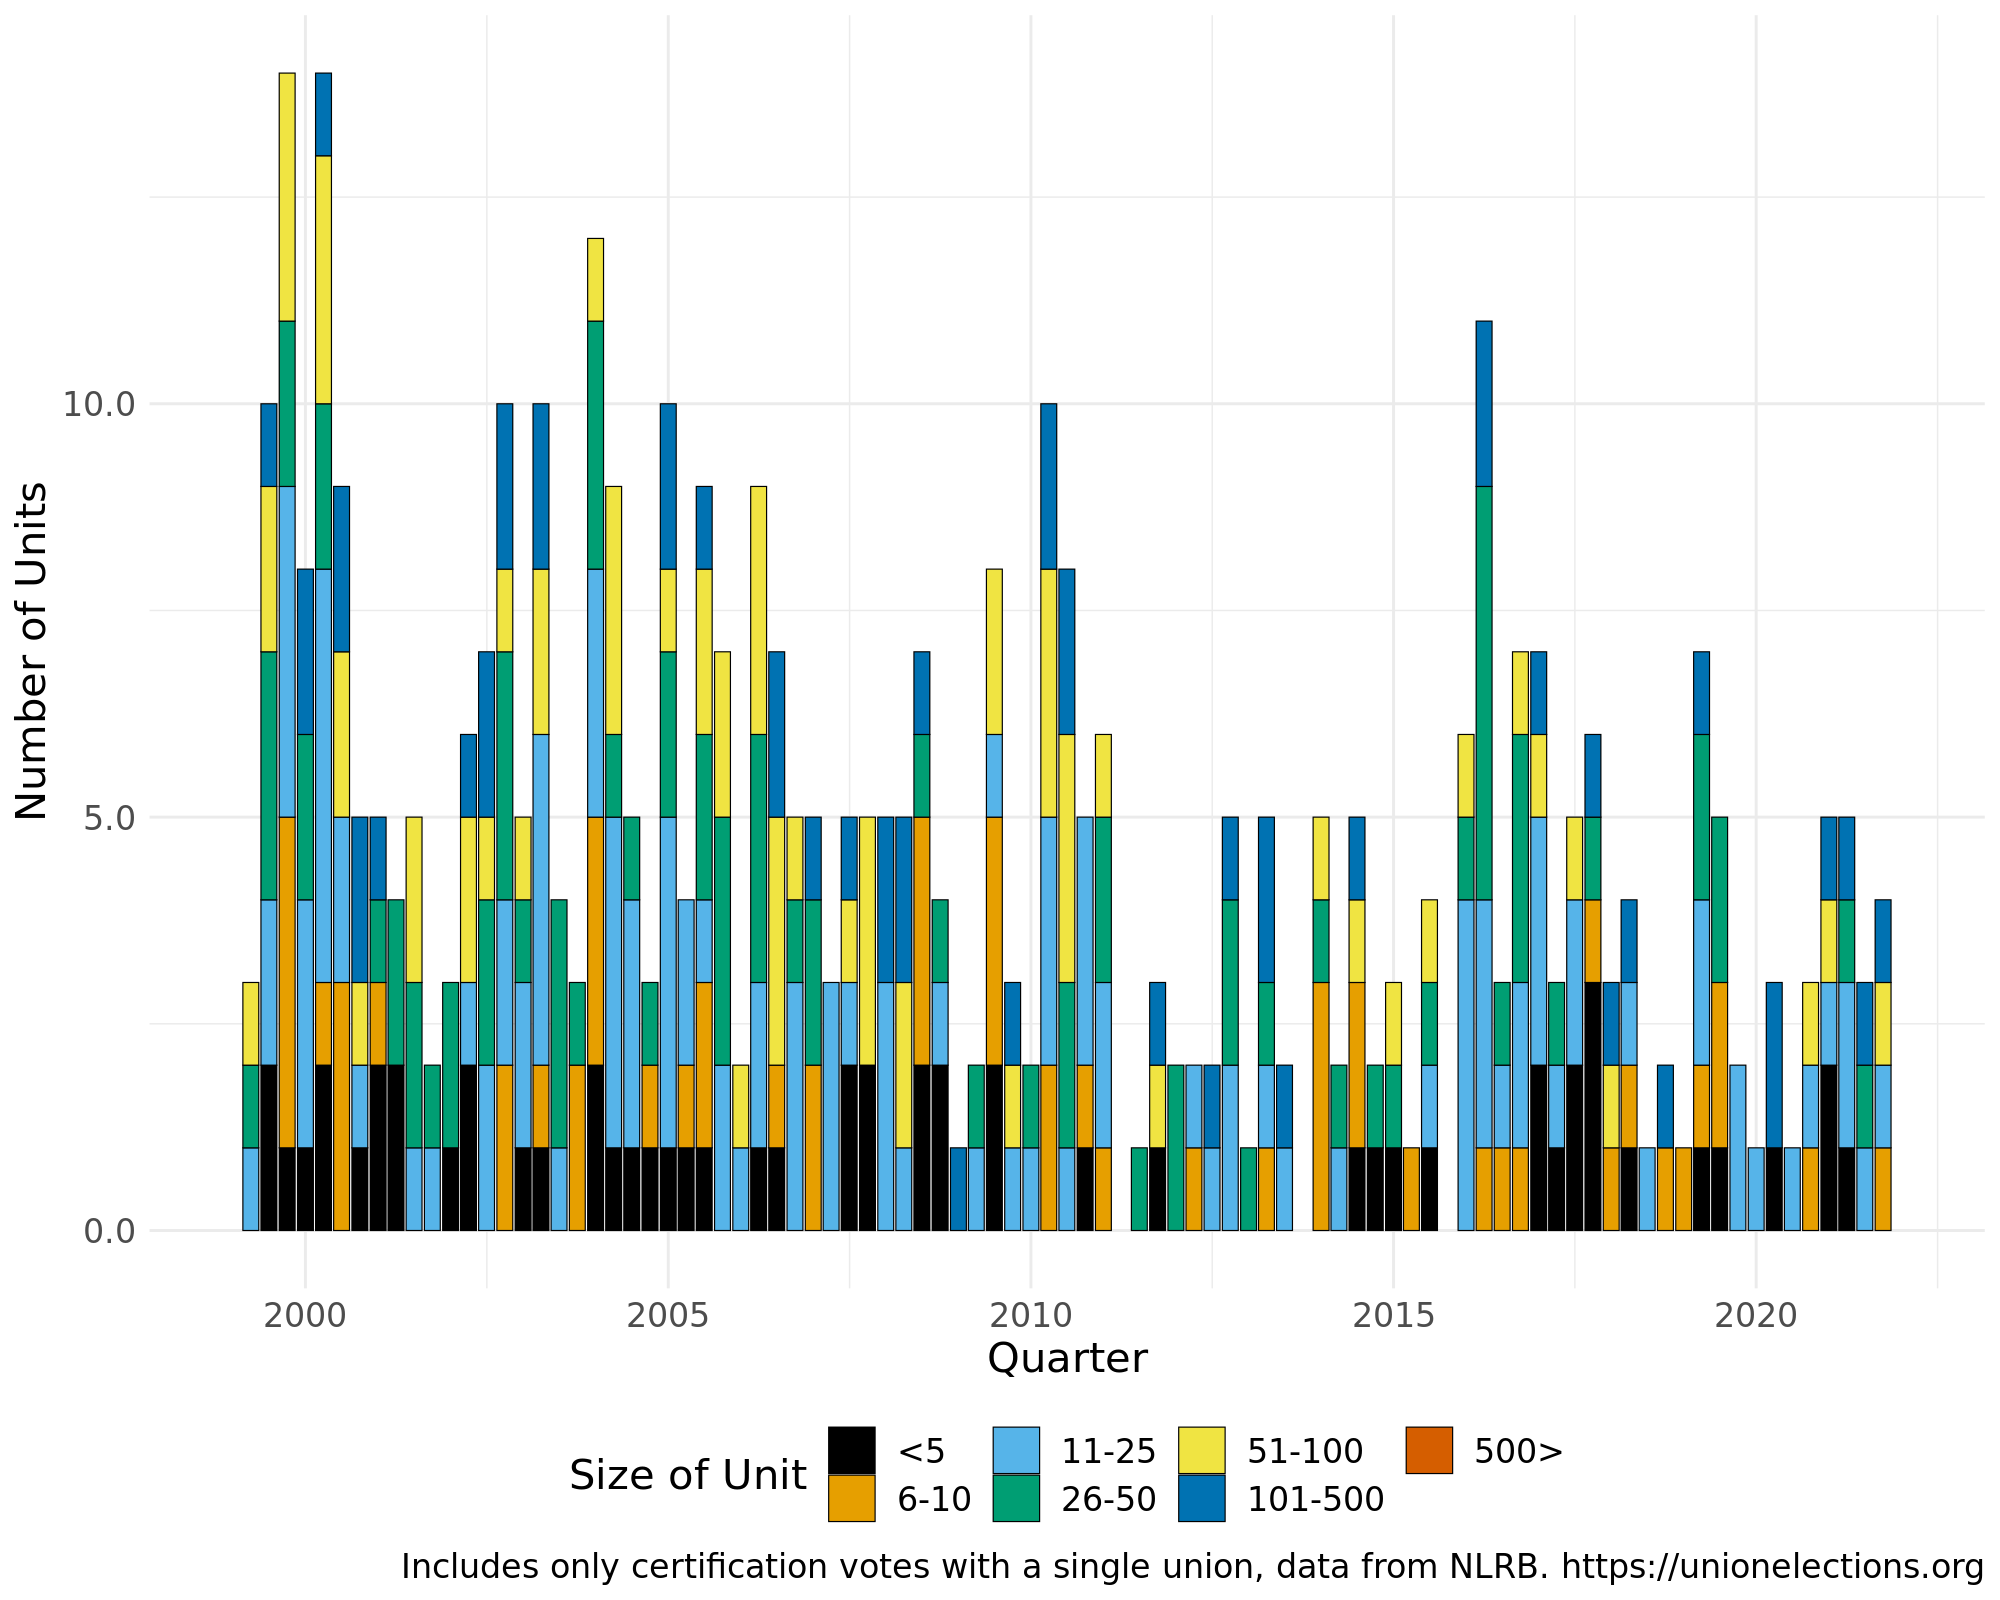 10.0
5.0
0.0
Number of Units
2000 2005 2010 2015 2020
Quarter
Size of Unit
<5 11-25 51-100 500>
6-10 26-50 101-500
Includes only certification votes with a single union, data from NLRB. https://unionelections.org